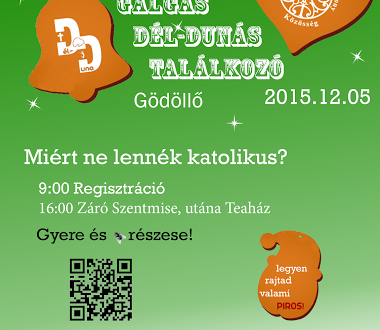 GALGÁS
DÉL-DUNÁS
TALÁLKOZÓ
Gödöllő
2015.12.05
Miért ne lennék katolikus?
9:00 Regisztráció
16:00 Záró Szentmise, utána Teaház
Gyere és részese!
legyen
rajtad
valami
PIROS!